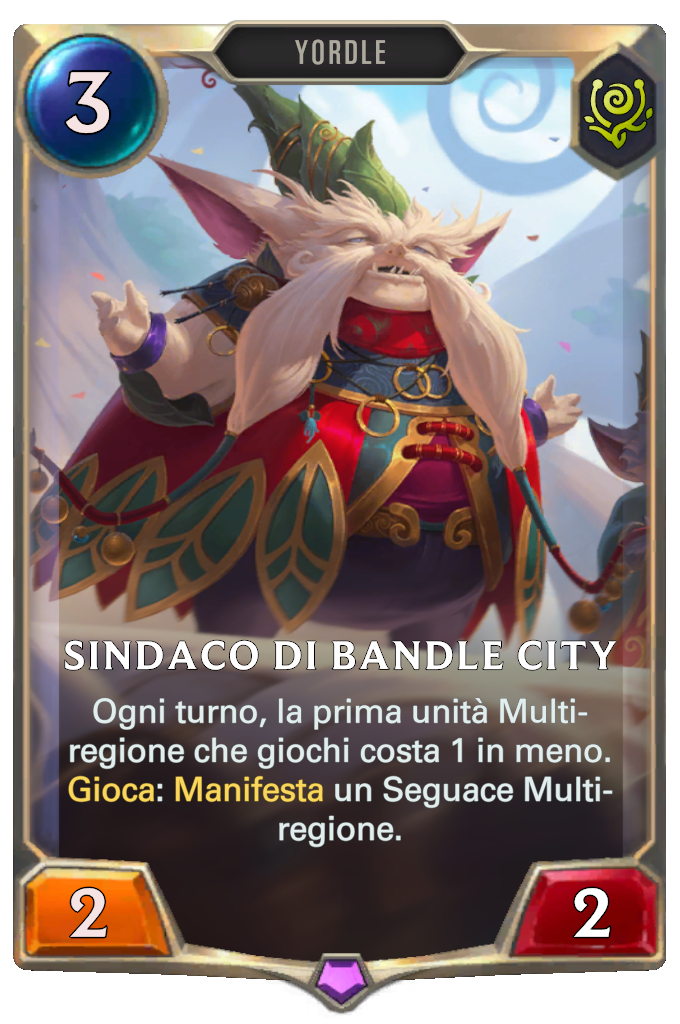 YORDLE
3
SINDACO DI BANDLE CITY
Ogni turno, la prima unità Multi-
regione che giochi costa 1 in meno.
Gioca: Manifesta un Seguace Multi-
regione.
2
2